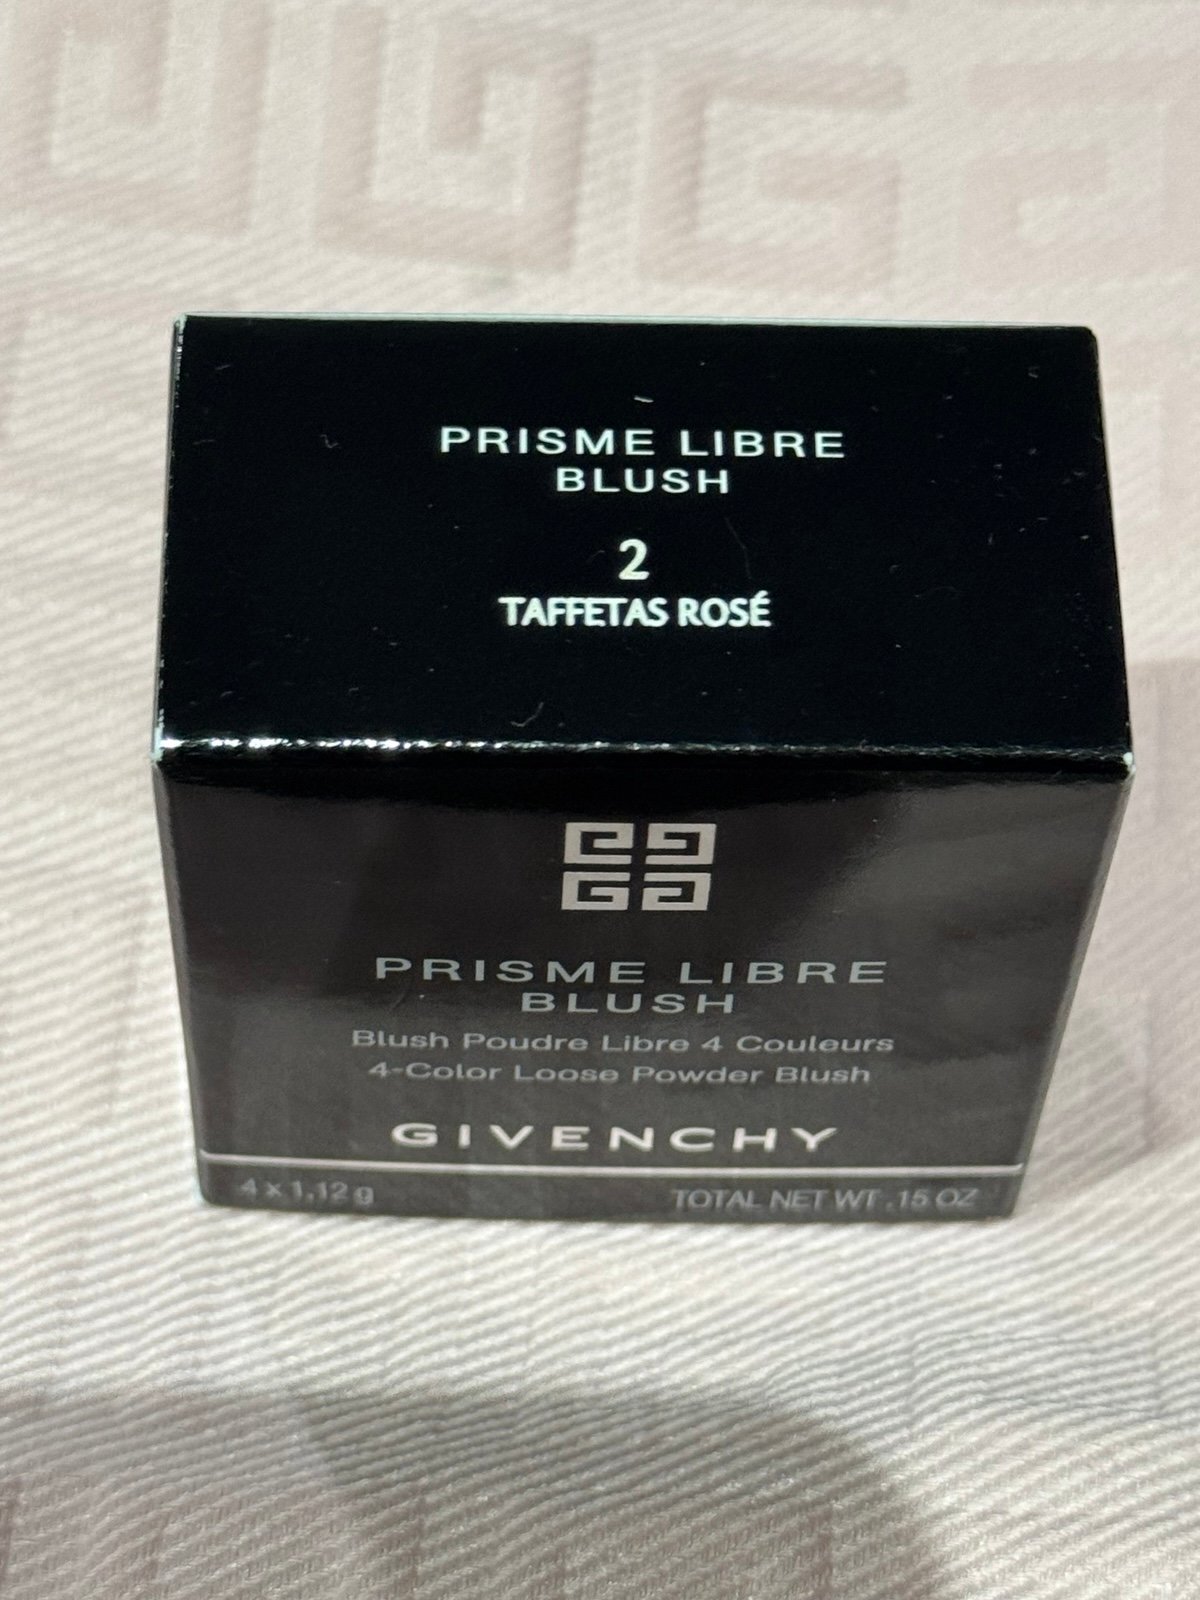 PRISME LIBRE
BLUSH
2
TAFFETAS ROSÉ
PRISME LIBRE
BLUSH
Blush Poudre Libre 4 Couleurs
4-Color Loose Powder Blush
GIVENCHY
4 x 1,12 g TOTAL NET WT .15 OZ